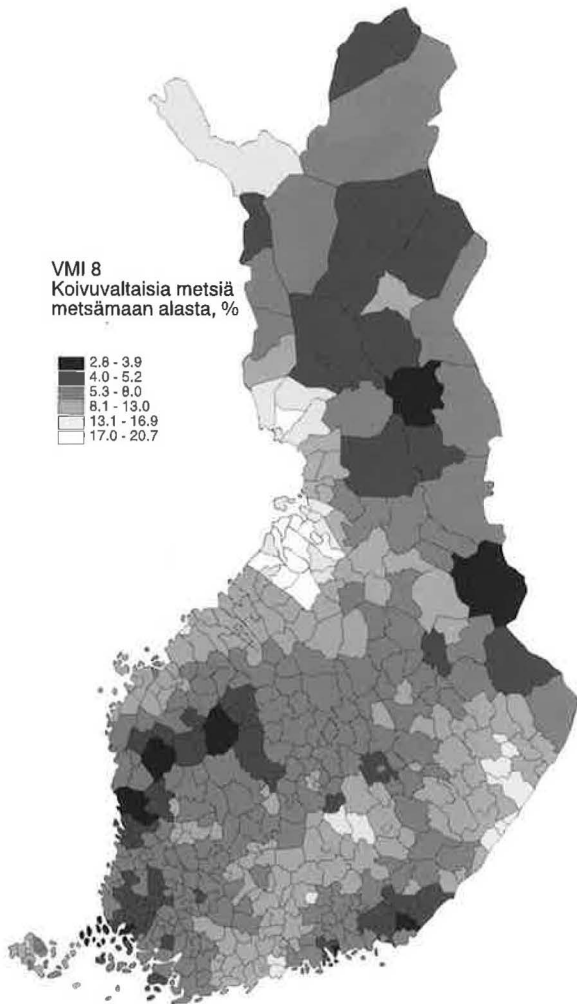 VMI 8
Koivuvaltaisia metsiä
metsämaan alasta, %
2.8 - 3.9
4.0 - 5.2
5.3 - 8.0
8.1 - 13.0
13.1 - 16.9
17.0 - 20.7